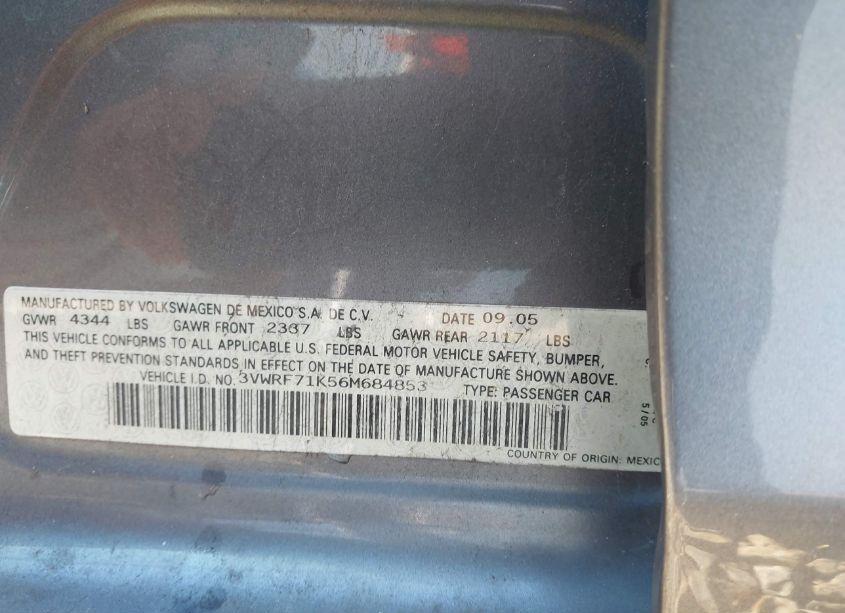 MANUFACTURED BY VOLKSWAGEN DE MEXICO S.A. DE C.V. DATE 09.05
GVWR 4344 LBS GAWR FRONT 2337 LBS GAWR REAR 2117 LBS
THIS VEHICLE CONFORMS TO ALL APPLICABLE U.S. FEDERAL MOTOR VEHICLE SAFETY, BUMPER,
AND THEFT PREVENTION STANDARDS IN EFFECT ON THE DATE OF MANUFACTURE SHOWN ABOVE.
VEHICLE I.D. NO. 3VWRF71K56M684853 TYPE: PASSENGER CAR
5/05
COUNTRY OF ORIGIN: MEXIC